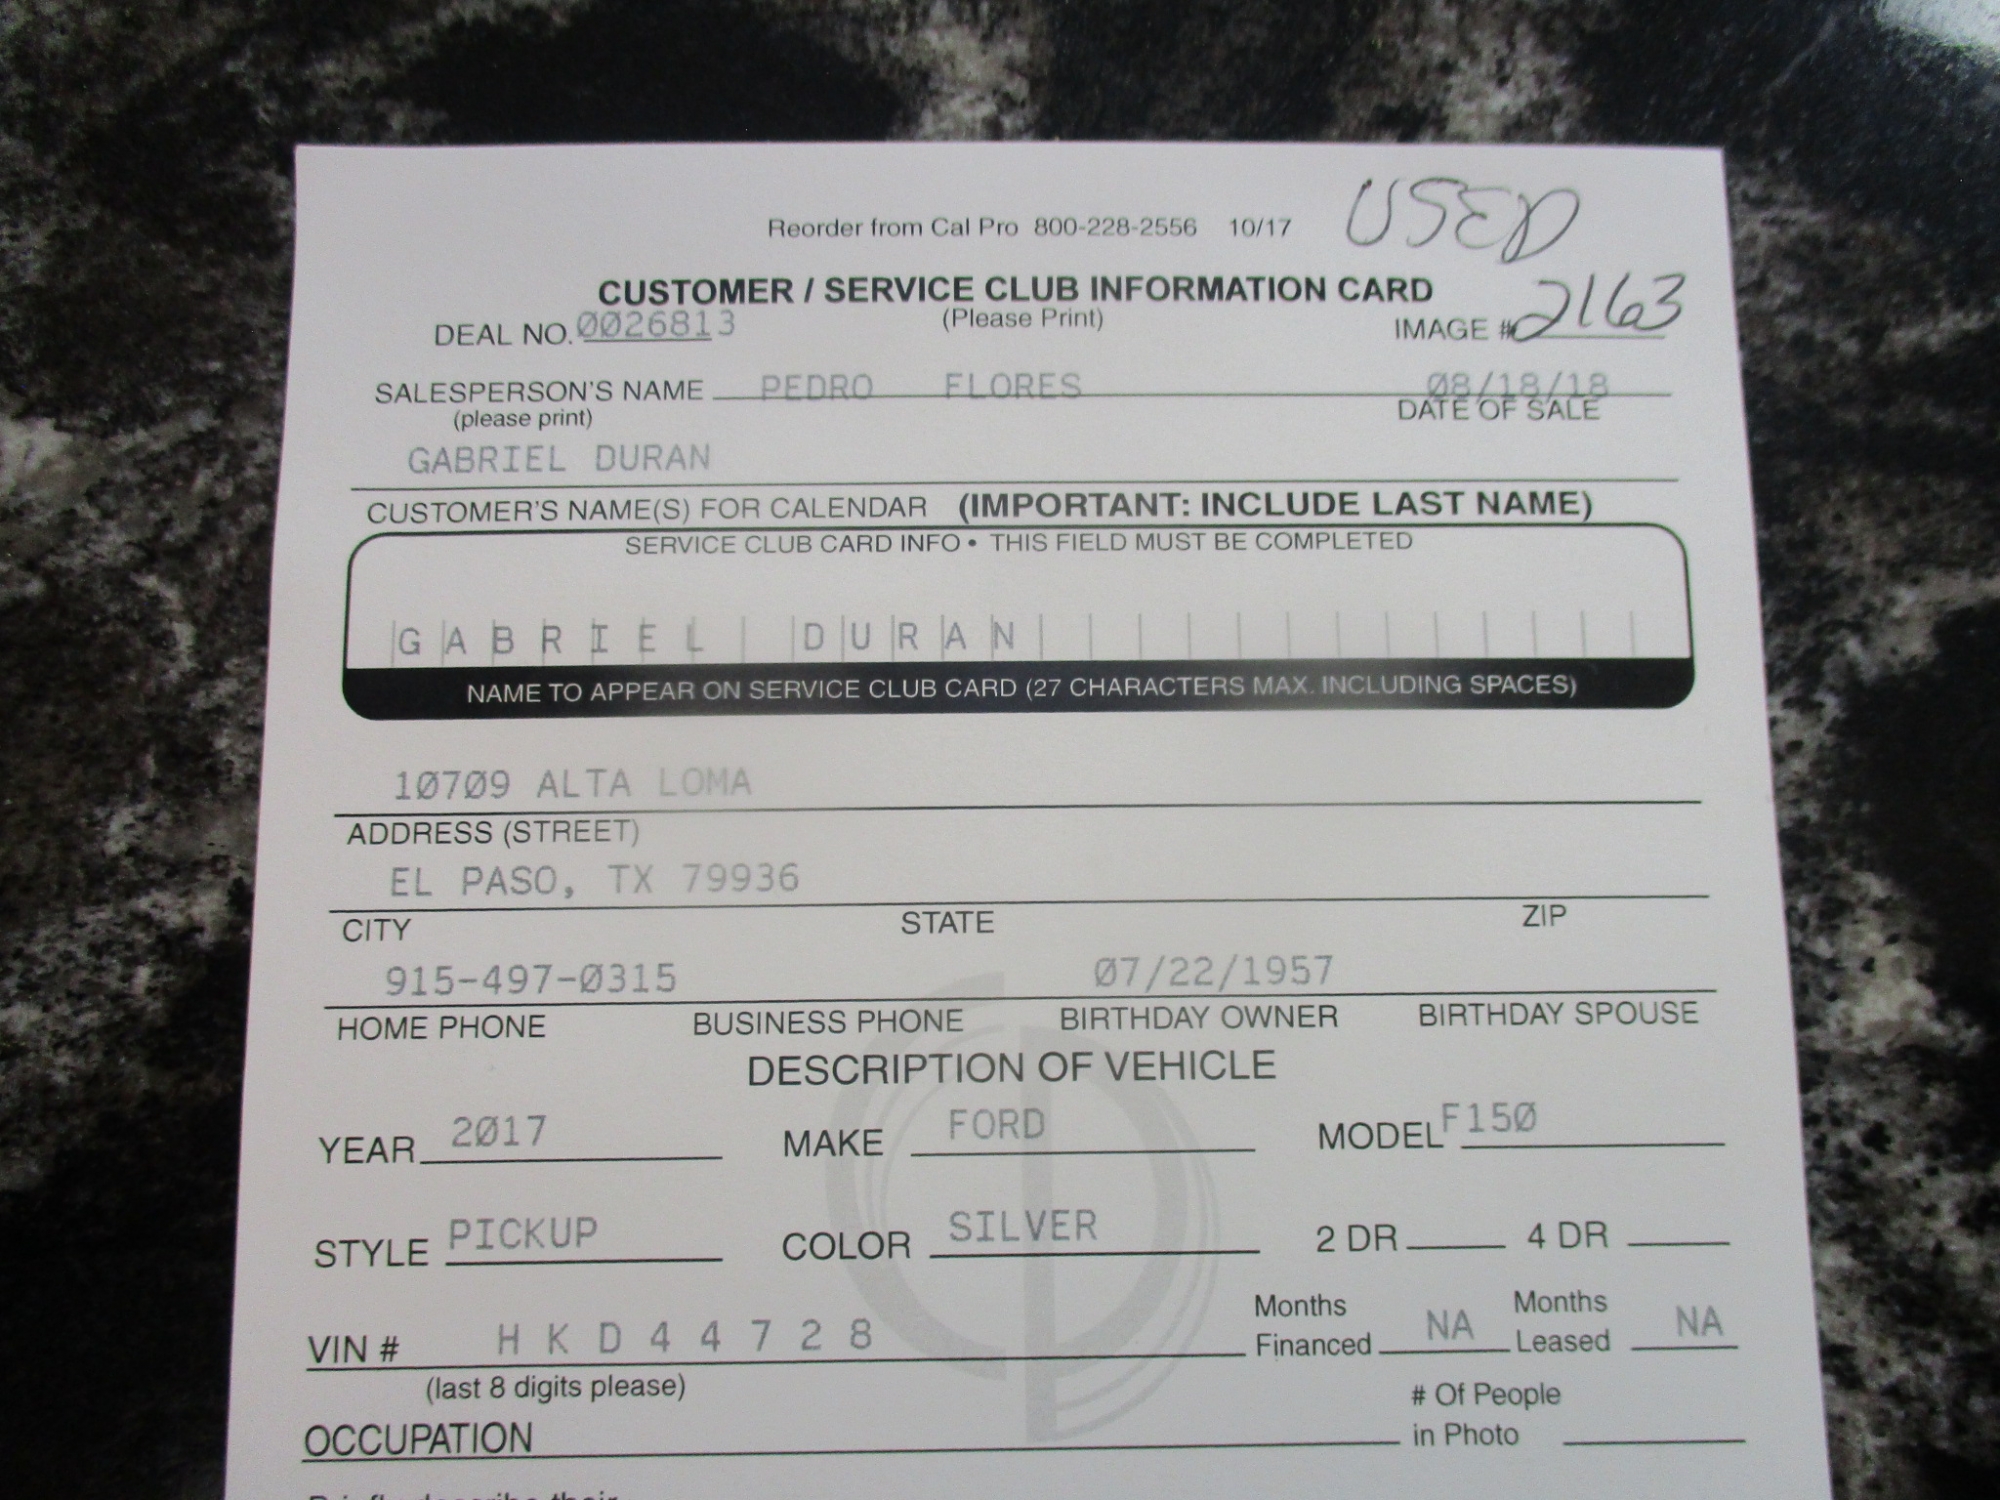 Reorder from Cal Pro 800-228-2556 10/17 USED
CUSTOMER / SERVICE CLUB INFORMATION CARD
DEAL NO. 0026813 (Please Print) IMAGE # 2163
SALESPERSON'S NAME PEDRO FLORES 08/18/18
(please print) DATE OF SALE
GABRIEL DURAN
CUSTOMER'S NAME(S) FOR CALENDAR (IMPORTANT: INCLUDE LAST NAME)
SERVICE CLUB CARD INFO • THIS FIELD MUST BE COMPLETED
GABRIEL DURAN
NAME TO APPEAR ON SERVICE CLUB CARD (27 CHARACTERS MAX. INCLUDING SPACES)
10709 ALTA LOMA
ADDRESS (STREET)
EL PASO, TX 79936
CITY STATE ZIP
915-497-0315 07/22/1957
HOME PHONE BUSINESS PHONE BIRTHDAY OWNER BIRTHDAY SPOUSE
DESCRIPTION OF VEHICLE
YEAR 2017 MAKE FORD MODEL F150
STYLE PICKUP COLOR SILVER 2 DR 4 DR
VIN # H K D 4 4 7 2 8 Months Financed NA Months Leased NA
(last 8 digits please) # Of People
OCCUPATION in Photo